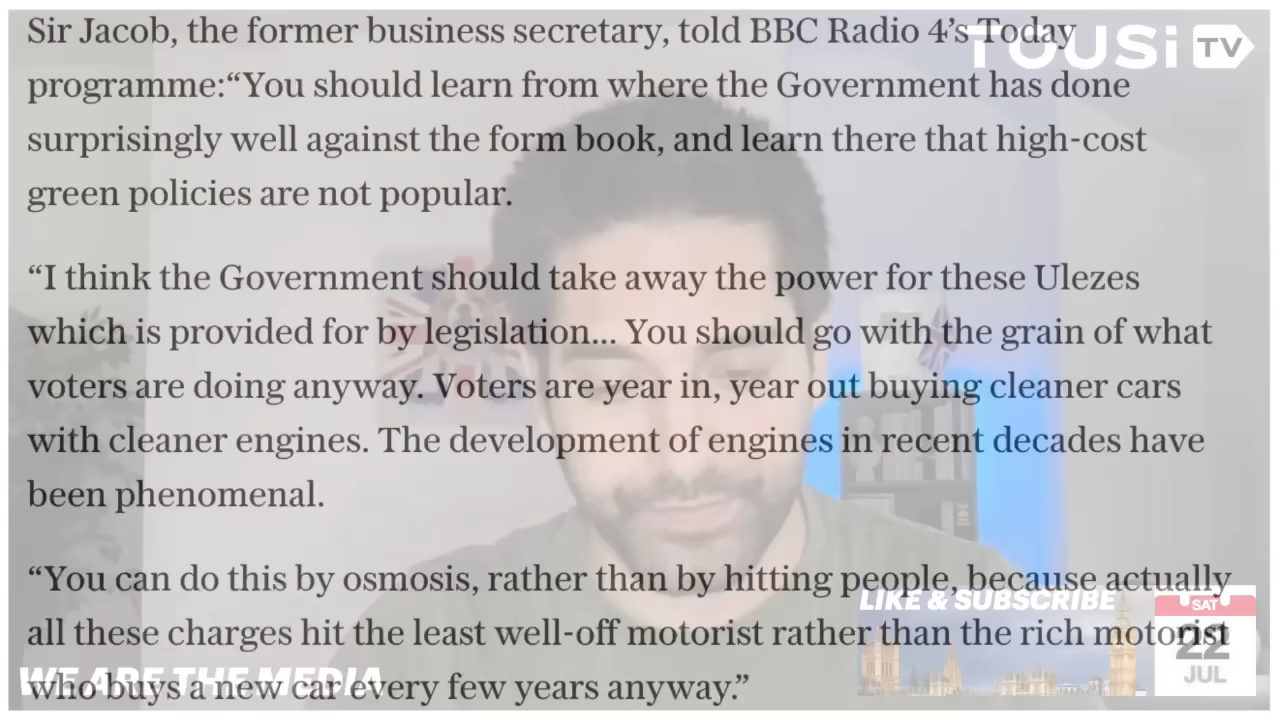 Sir Jacob, the former business secretary, told BBC Radio 4’s Today
programme:“You should learn from where the Government has done
surprisingly well against the form book, and learn there that high-cost
green policies are not popular.
“I think the Government should take away the power for these Ulezes
which is provided for by legislation... You should go with the grain of what
voters are doing anyway. Voters are year in, year out buying cleaner cars
with cleaner engines. The development of engines in recent decades have
been phenomenal.
“You can do this by osmosis, rather than by hitting people, because actually
all these charges hit the least well-off motorist rather than the rich motorist
who buys a new car every few years anyway.”
TOUSi TV
LIKE & SUBSCRIBE
SAT
22
JUL
WE ARE THE MEDIA